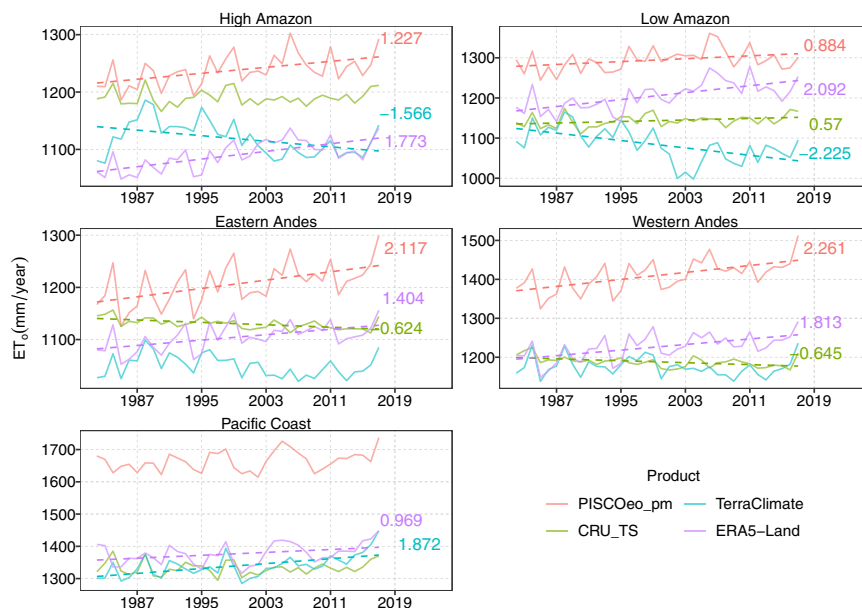 High Amazon
Low Amazon
1300
1200
1100
1.227
−1.566
1.773
1987 1995 2003 2011 2019
1300
1200
1100
1000
0.884
2.092
0.57
−2.225
1987 1995 2003 2011 2019
Eastern Andes
Western Andes
ETo(mm/year)
1300
1200
1100
2.117
1.404
−0.624
1987 1995 2003 2011 2019
1500
1400
1300
1200
2.261
1.813
−0.645
1987 1995 2003 2011 2019
Pacific Coast
1700
1600
1500
1400
1300
0.969
1.872
1987 1995 2003 2011 2019
Product
PISCOeo_pm TerraClimate
CRU_TS ERA5−Land